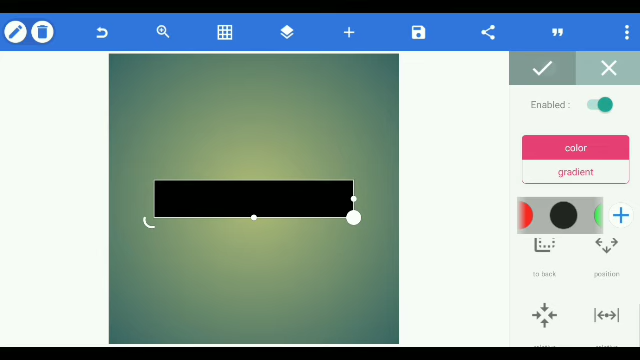 Enabled :
color
gradient
to back
position